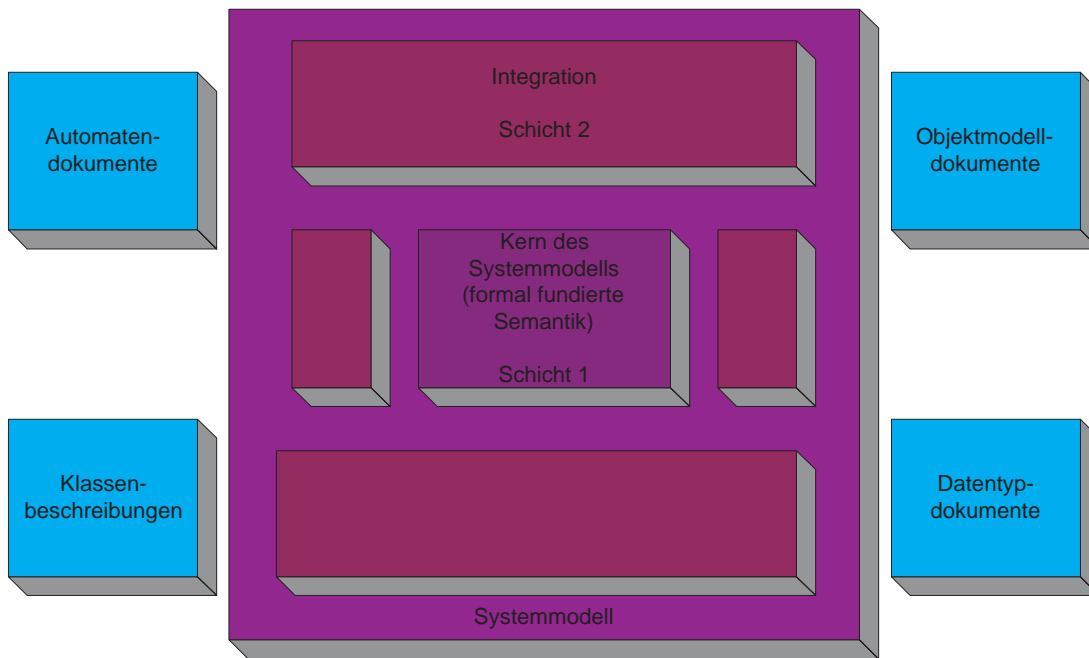 Automaten-
dokumente
Klassen-
beschreibungen
Integration
Schicht 2
Kern des
Systemmodells
(formal fundierte
Semantik)
Schicht 1
Systemmodell
Objektmodell-
dokumente
Datentyp-
dokumente